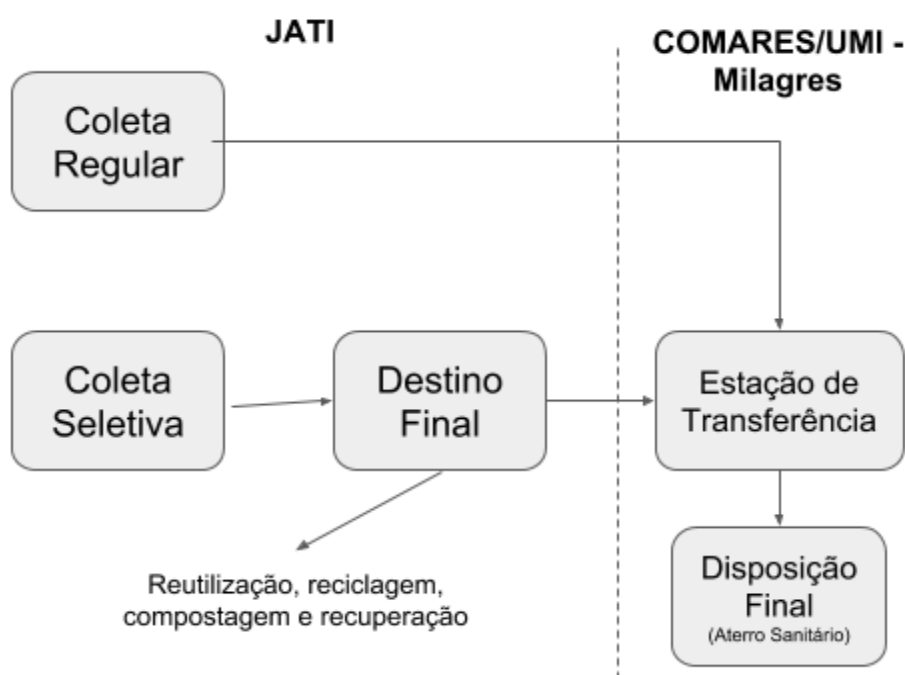 JATI
COMARES/UMI -
Milagres
Coleta
Regular
Coleta
Seletiva
Destino
Final
Estação de
Transferência
Reutilização, reciclagem,
compostagem e recuperação
Disposição
Final
(Aterro Sanitário)